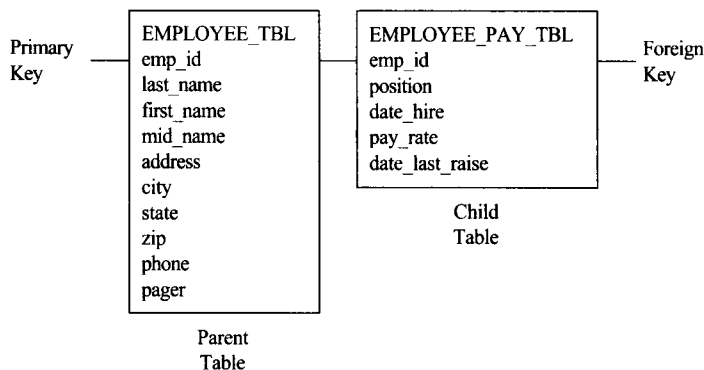 Primary
Key
EMPLOYEE_TBL
emp_id
last_name
first_name
mid_name
address
city
state
zip
phone
pager
Parent
Table
EMPLOYEE_PAY_TBL
emp_id
position
date_hire
pay_rate
date_last_raise
Child
Table
Foreign
Key